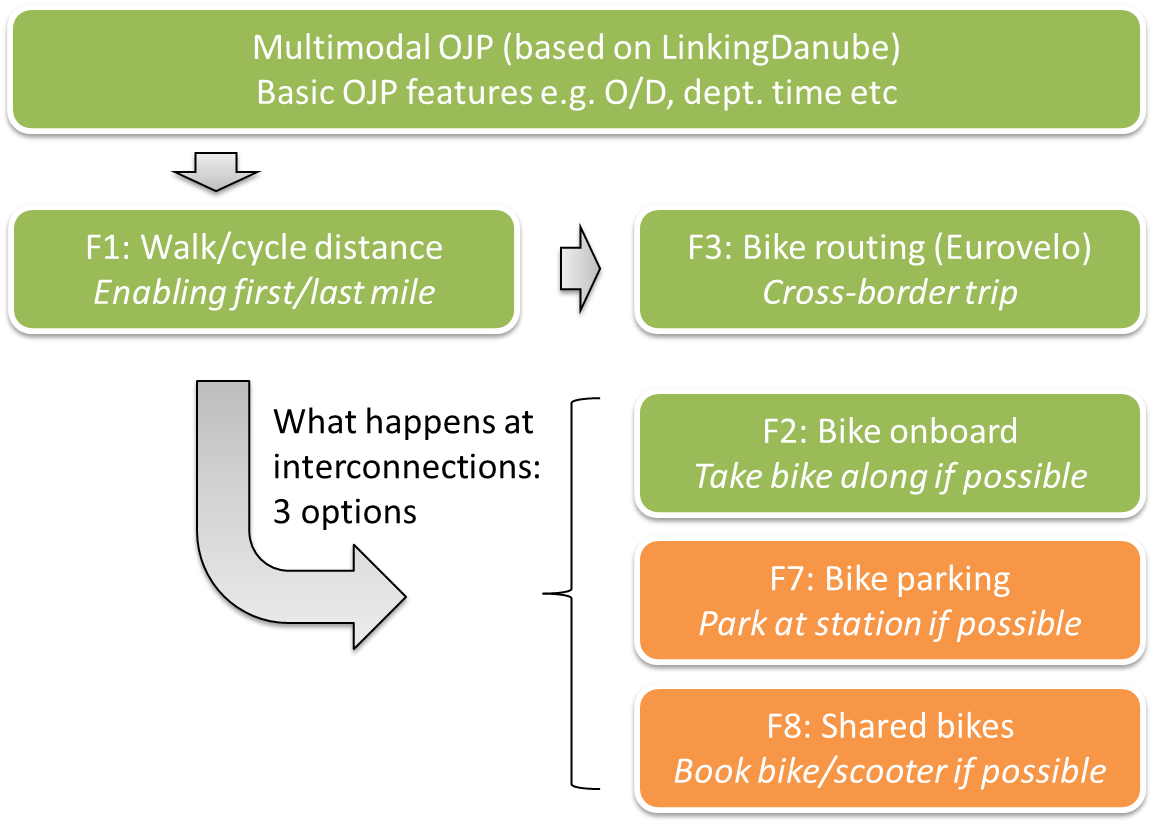 Multimodal OJP (based on LinkingDanube)
Basic OJP features e.g. O/D, dept. time etc
F1: Walk/cycle distance
Enabling first/last mile
F3: Bike routing (Eurovelo)
Cross-border trip
What happens at
interconnections:
3 options
F2: Bike onboard
Take bike along if possible
F7: Bike parking
Park at station if possible
F8: Shared bikes
Book bike/scooter if possible